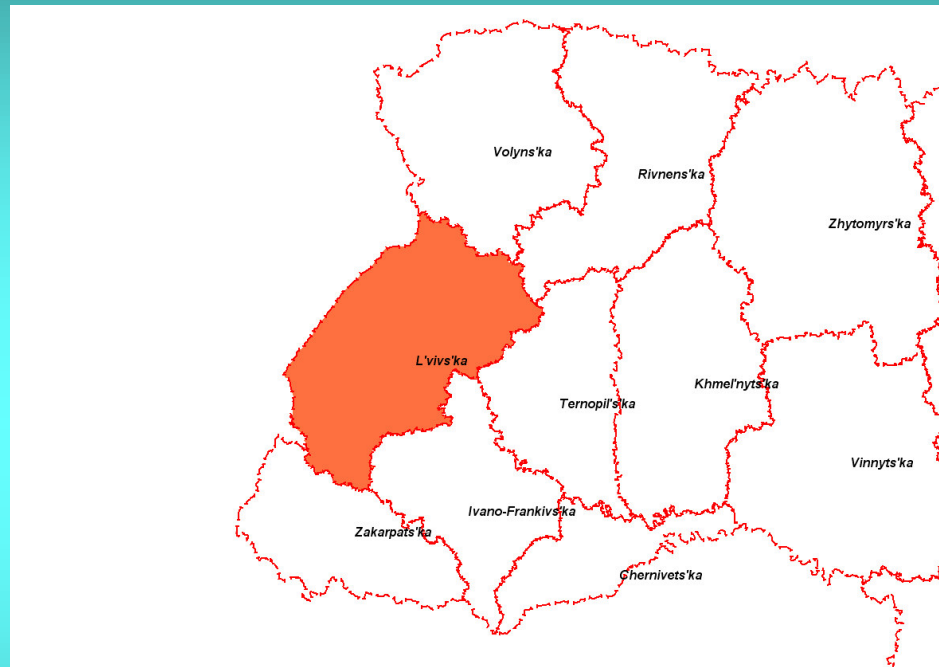 Volyns'ka
Rivnens'ka
Zhytomyrs'ka
L'vivs'ka
Ternopil's'ka
Khmel'nyts'ka
Vinnyts'ka
Ivano-Frankivs'ka
Zakarpats'ka
Chernivets'ka